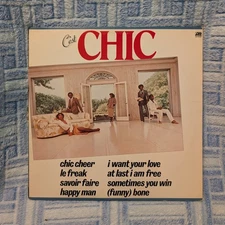 C'est
CHIC
chic cheer
le freak
savoir faire
happy man
i want your love
at last i am free
sometimes you win
(funny) bone